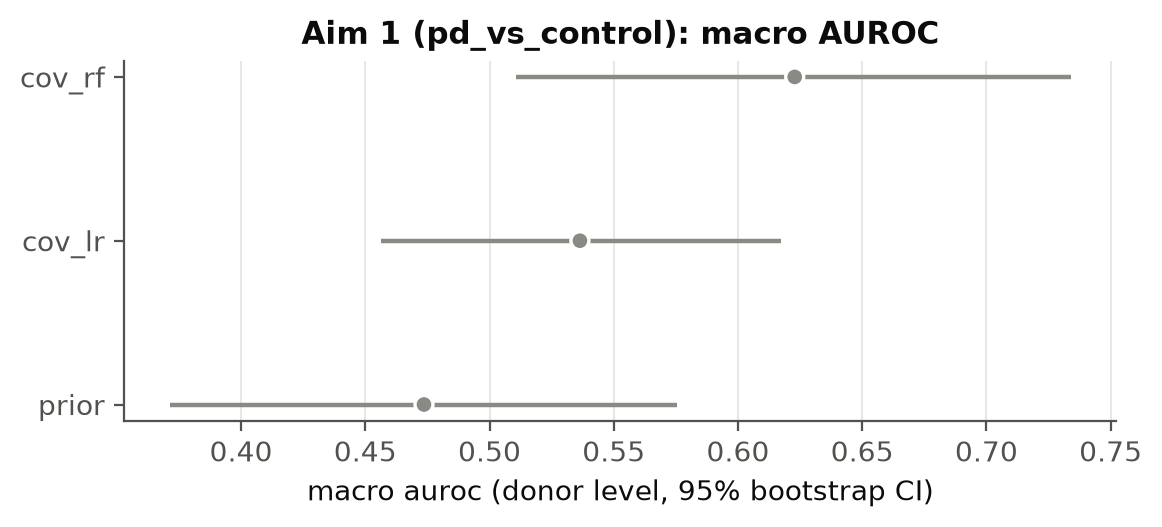 Aim 1 (pd_vs_control): macro AUROC
cov_rf
cov_lr
prior
0.40 0.45 0.50 0.55 0.60 0.65 0.70 0.75
macro auroc (donor level, 95% bootstrap CI)